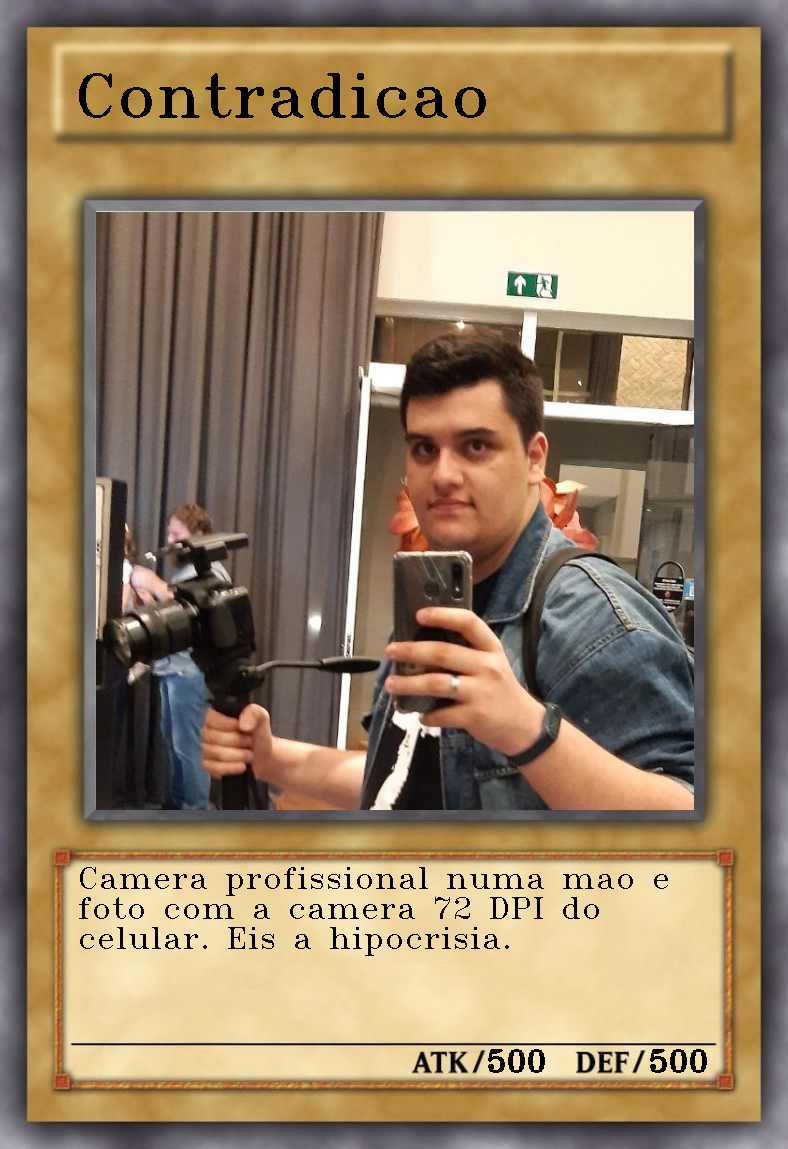 Contradicao
Camera profissional numa mao e
foto com a camera 72 DPI do
celular. Eis a hipocrisia.
ATK/500 DEF/500